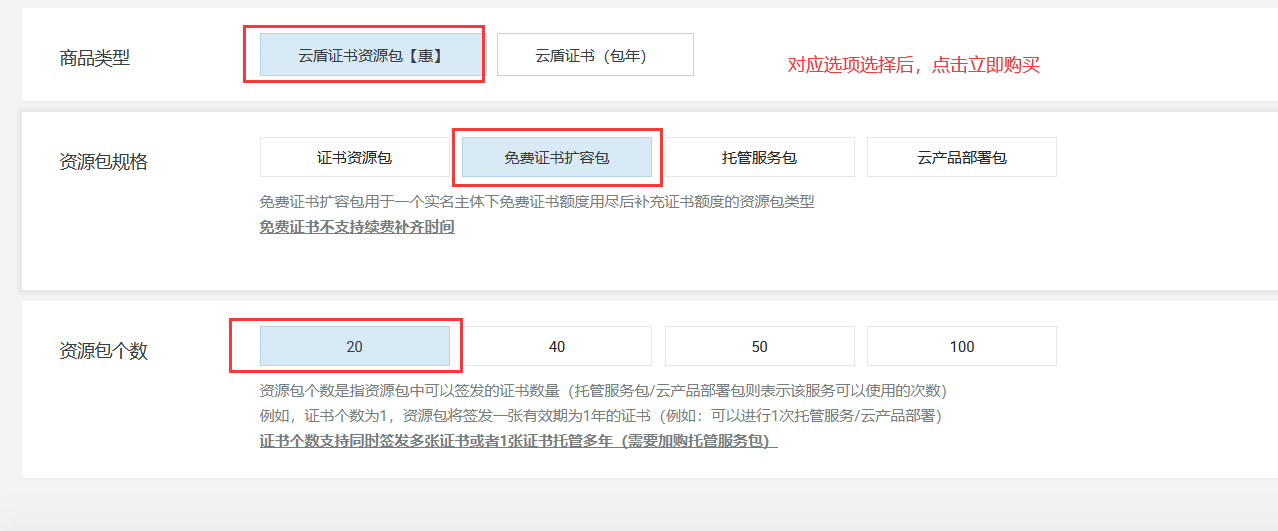 商品类型
云盾证书资源包【惠】
云盾证书（包年）
对应选项选择后，点击立即购买
资源包规格
证书资源包
免费证书扩容包
托管服务包
云产品部署包
免费证书扩容包用于一个实名主体下免费证书额度用尽后补充证书额度的资源包类型
免费证书不支持续费补齐时间
资源包个数
20
40
50
100
资源包个数是指资源包中可以签发的证书数量（托管服务包/云产品部署包则表示该服务可以使用的次数）
例如，证书个数为1，资源包将签发一张有效期为1年的证书（例如：可以进行1次托管服务/云产品部署）
证书个数支持同时签发多张证书或者1张证书托管多年（需要加购托管服务包）